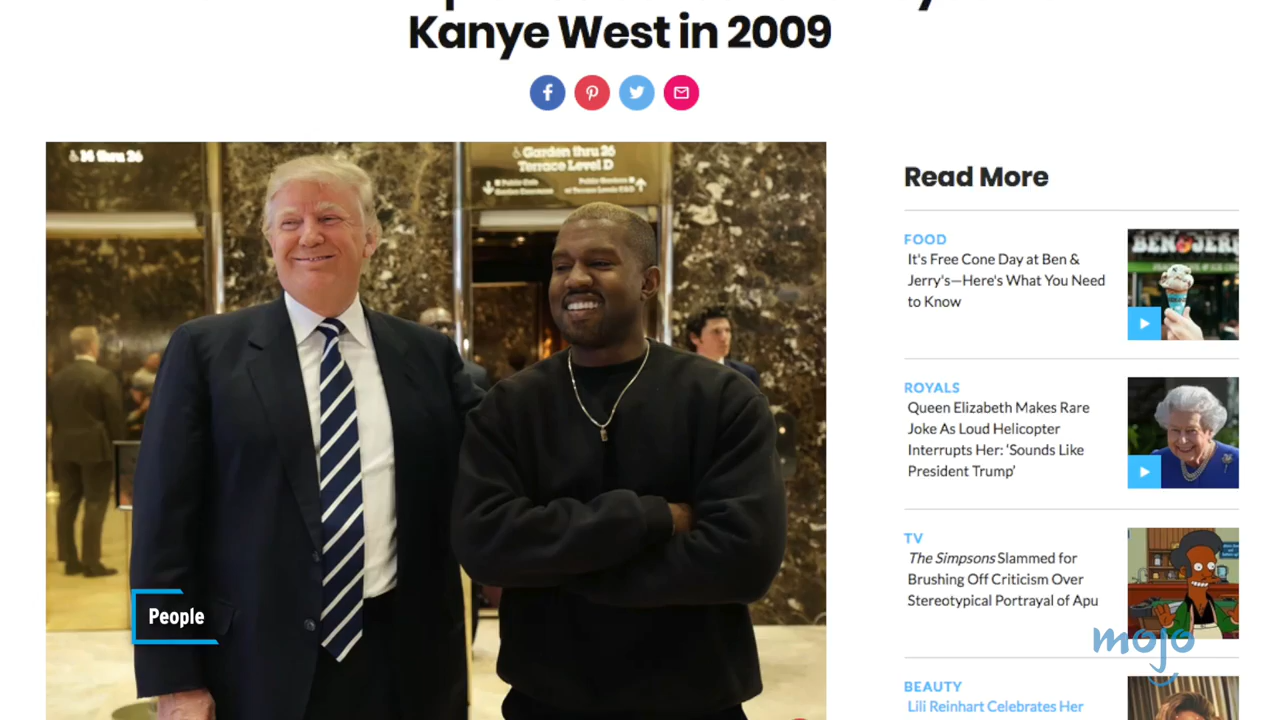 Kanye West in 2009
14 thru 26
Garden thru 26
Terrace Level D
Read More
FOOD
It's Free Cone Day at Ben &
Jerry's—Here's What You Need
to Know
ROYALS
Queen Elizabeth Makes Rare
Joke As Loud Helicopter
Interrupts Her: ‘Sounds Like
President Trump’
TV
The Simpsons Slammed for
Brushing Off Criticism Over
Stereotypical Portrayal of Apu
BEAUTY
Lili Reinhart Celebrates Her
People
mojo